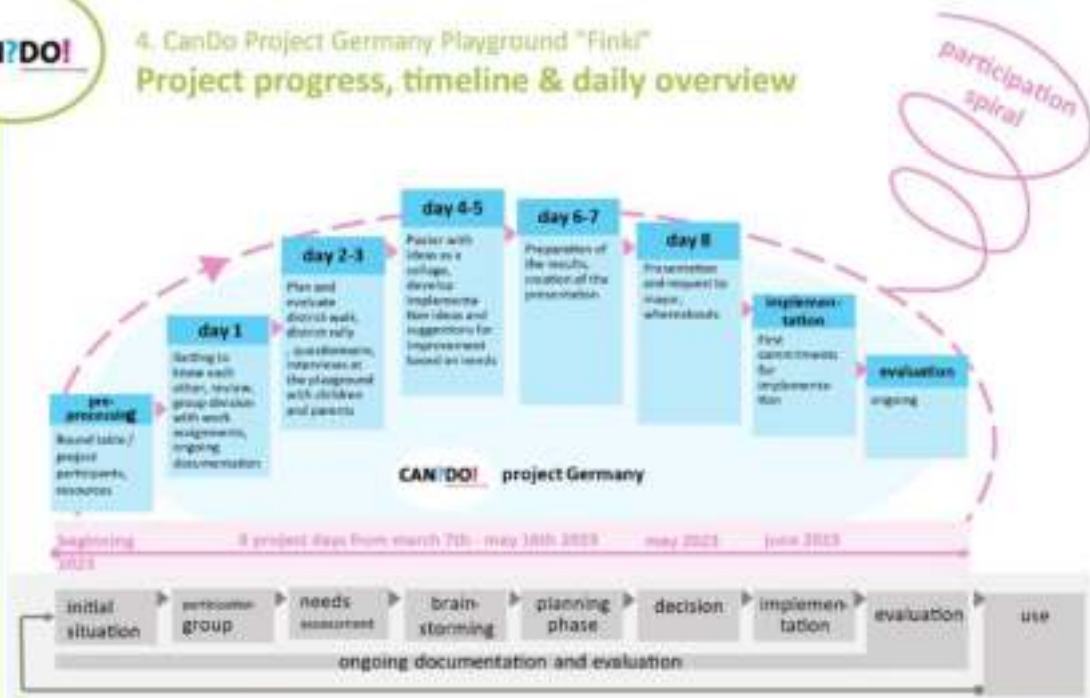 ?DO!
4. CanDo Project Germany Playground "Finki"
Project progress, timeline & daily overview
participation
spiral
pre-
processing
Round table /
project
participants,
resources
day 1
Getting to
know each
other, review,
group division
with work
assignments,
ongoing
documentation
day 2-3
Plan and
evaluate
district walk,
district rally
, questionnaire,
interviews at
the playground
with children
and parents
day 4-5
Poster with
ideas as a
collage,
develop
implementa-
tion ideas and
suggestions for
improvement
based on needs
day 6-7
Preparation of
the results,
creation of the
presentation
day 8
Presentation
and request to
mayor,
whereabouts
implemen-
tation
First
commitments
for
implementa-
tion
evaluation
ongoing
CAN?DO! project Germany
beginning
2023
8 project days from march 7th - may 16th 2023
may 2023
june 2023
initial
situation
participation
group
needs
assessment
brain-
storming
planning
phase
decision
implemen-
tation
evaluation
use
ongoing documentation and evaluation